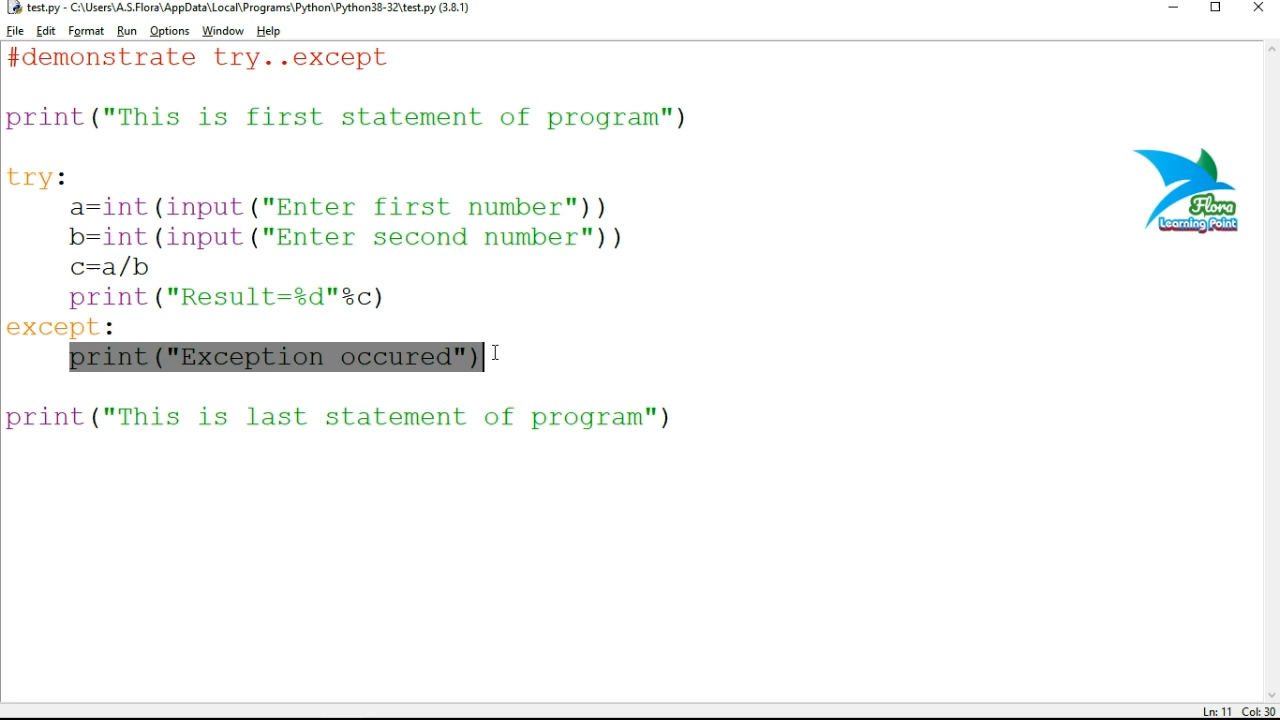 test.py - C:\Users\A.S.Flora\AppData\Local\Programs\Python\Python38-32\test.py (3.8.1)
File Edit Format Run Options Window Help
#demonstrate try..except
print("This is first statement of program")
try:
    a=int(input("Enter first number"))
    b=int(input("Enter second number"))
    c=a/b
    print("Result=%d"%c)
except:
    print("Exception occured")
print("This is last statement of program")
Flora
Learning Point
Ln: 11 Col: 30